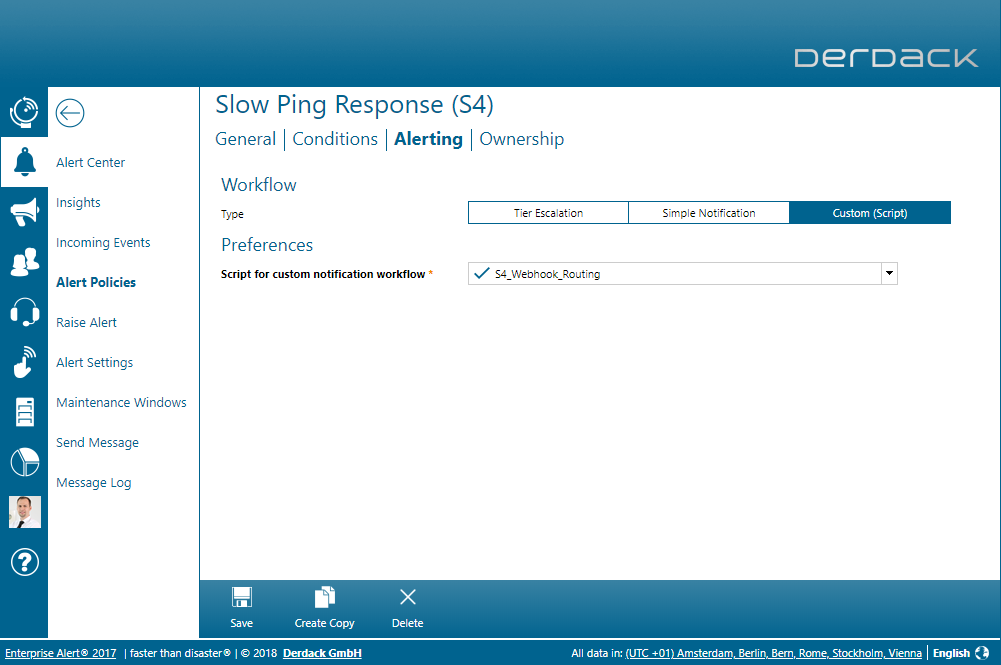 DERDACK
Slow Ping Response (S4)
General | Conditions | Alerting | Ownership
Alert Center
Insights
Incoming Events
Alert Policies
Raise Alert
Alert Settings
Maintenance Windows
Send Message
Message Log
Workflow
Type
Tier Escalation
Simple Notification
Custom (Script)
Preferences
Script for custom notification workflow *
S4_Webhook_Routing
Save
Create Copy
Delete
?
Enterprise Alert® 2017 | faster than disaster® | © 2018 Derdack GmbH
All data in: (UTC +01) Amsterdam, Berlin, Bern, Rome, Stockholm, Vienna | English